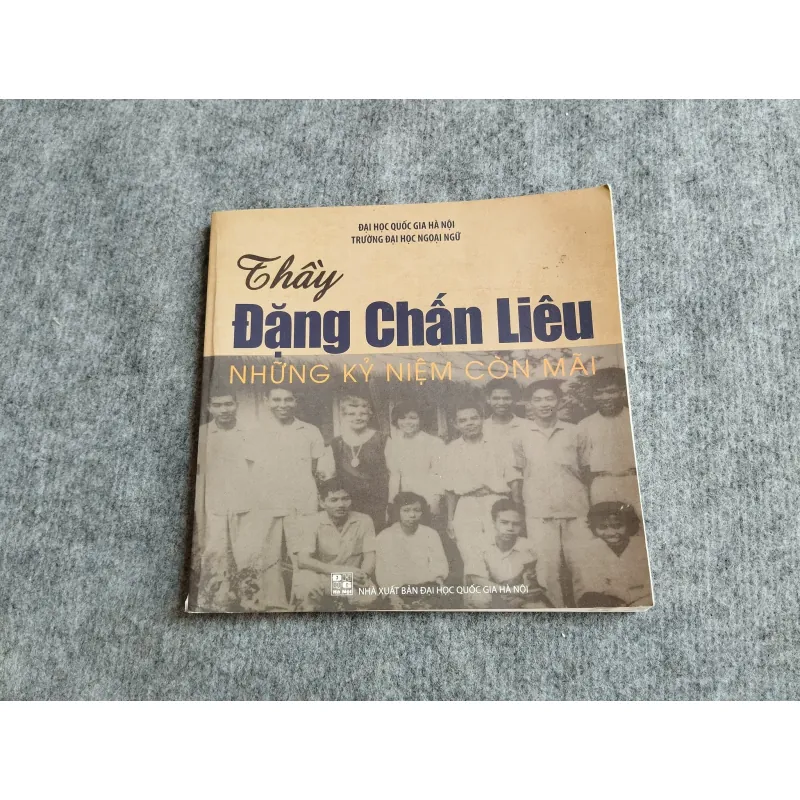 ĐẠI HỌC QUỐC GIA HÀ NỘI
TRƯỜNG ĐẠI HỌC NGOẠI NGỮ
Thầy
Đặng Chấn Liêu
NHỮNG KỶ NIỆM CÒN MÃI
NHÀ XUẤT BẢN ĐẠI HỌC QUỐC GIA HÀ NỘI